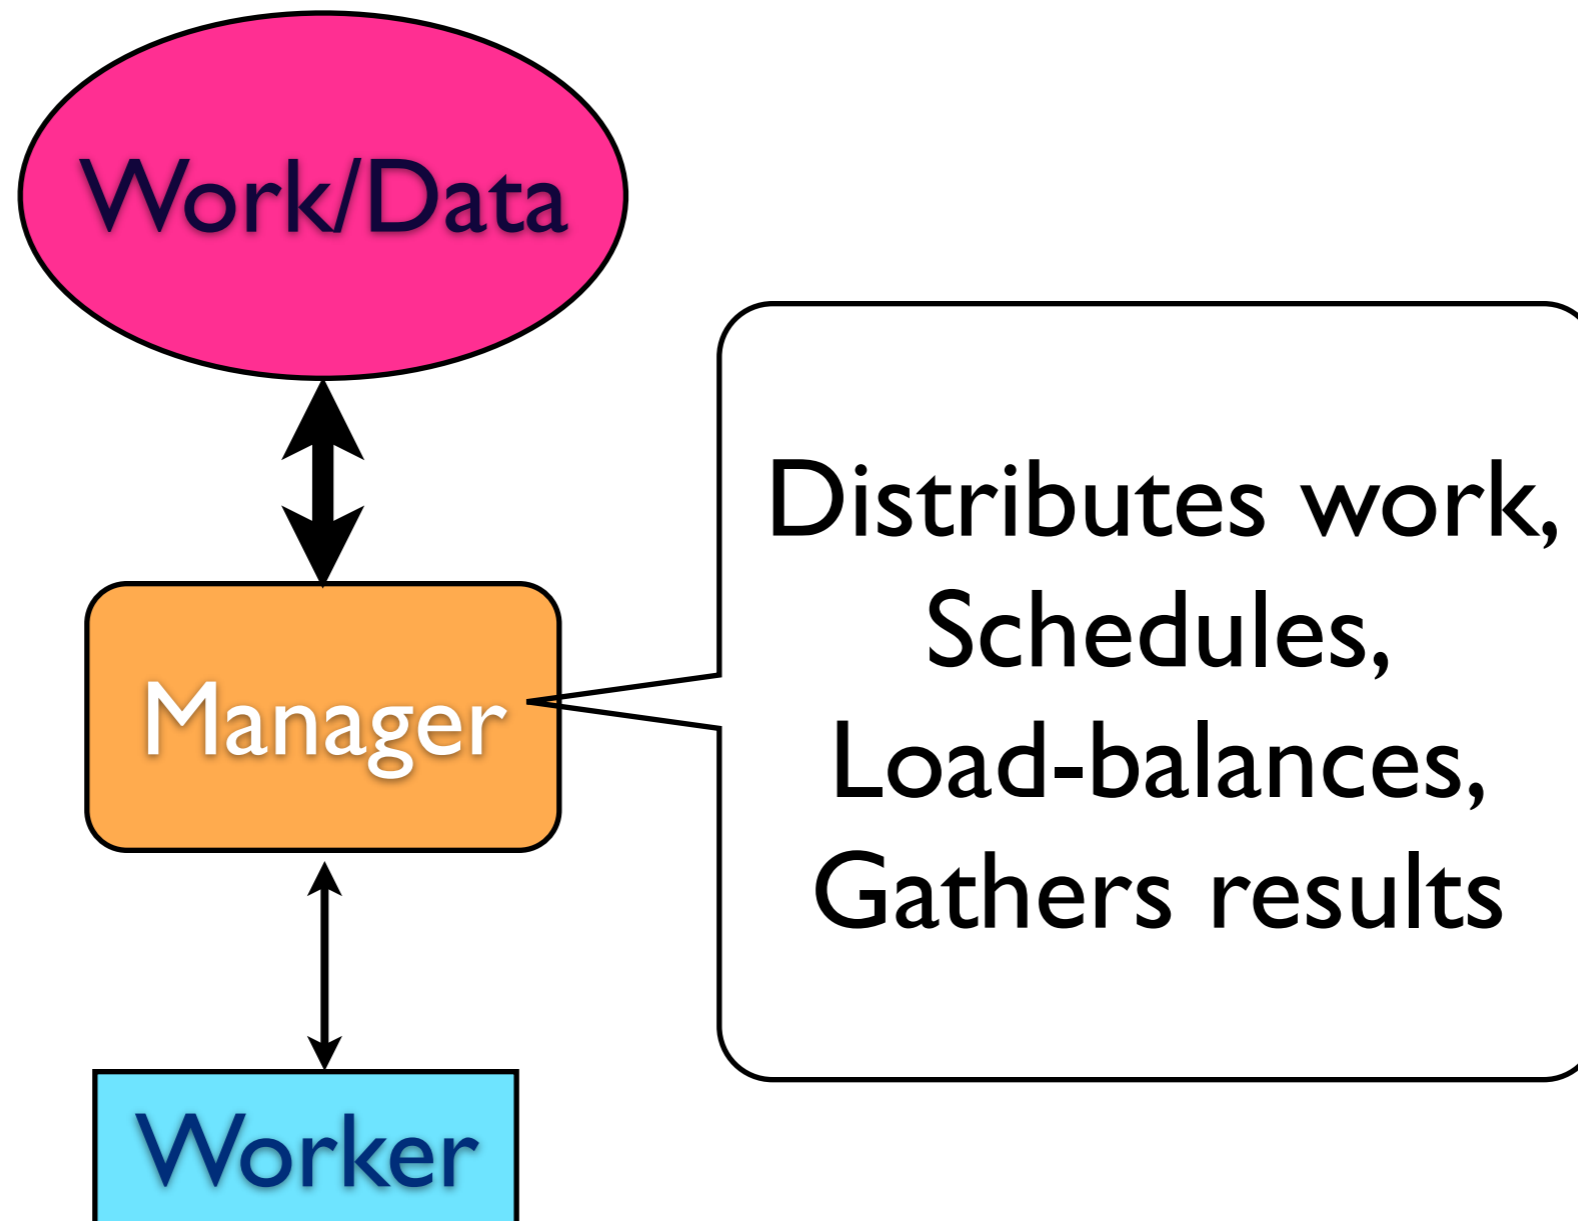 Work/Data
Manager
Distributes work,
Schedules,
Load-balances,
Gathers results
Worker